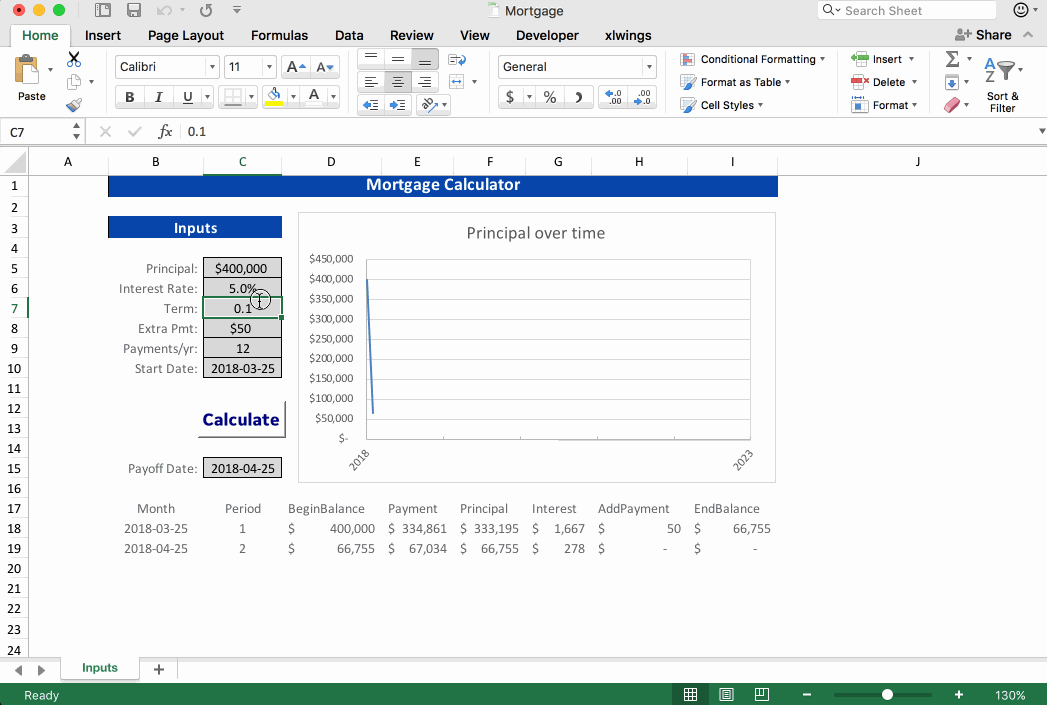 Mortgage
Search Sheet
Home Insert Page Layout Formulas Data Review View Developer xlwings Share
Paste
Calibri 11 A A
B I U A
General
$ %
.0 .00 .00 .0
Conditional Formatting
Format as Table
Cell Styles
Insert
Delete
Format
A Z
Sort &
Filter
C7 fx 0.1
A B C D E F G H I J
1 Mortgage Calculator
2
3 Inputs
Principal over time
4
5 Principal: $400,000
6 Interest Rate: 5.0%
7 Term: 0.1
8 Extra Pmt: $50
9 Payments/yr: 12
10 Start Date: 2018-03-25
11
12
Calculate
13
14
15 Payoff Date: 2018-04-25
16
$450,000
$400,000
$350,000
$300,000
$250,000
$200,000
$150,000
$100,000
$50,000
$-
2018 2023
17 Month Period BeginBalance Payment Principal Interest AddPayment EndBalance
18 2018-03-25 1 $ 400,000 $ 334,861 $ 333,195 $ 1,667 $ 50 $ 66,755
19 2018-04-25 2 $ 66,755 $ 67,034 $ 66,755 $ 278 $ - $ -
20
21
22
23
24
Inputs +
Ready
130%